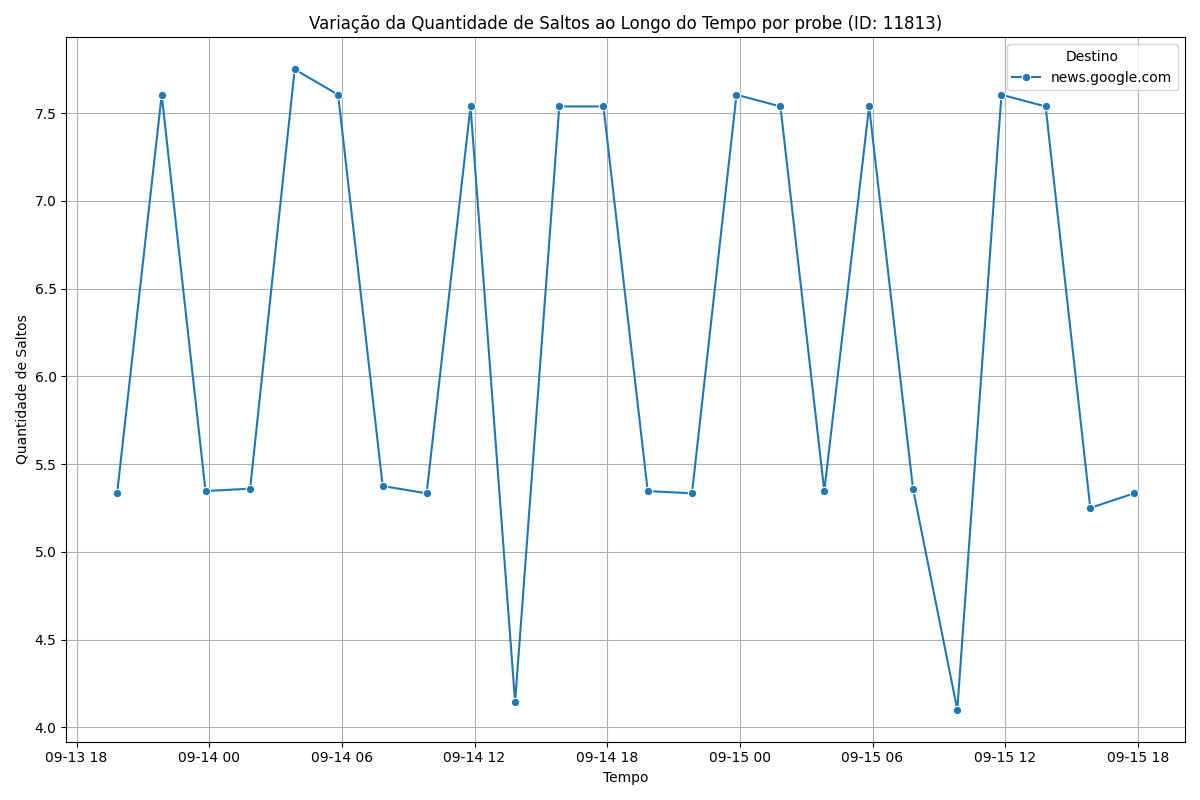 Variação da Quantidade de Saltos ao Longo do Tempo por probe (ID: 11813)
Destino
news.google.com
Quantidade de Saltos
7.5
7.0
6.5
6.0
5.5
5.0
4.5
4.0
09-13 18 09-14 00 09-14 06 09-14 12 09-14 18 09-15 00 09-15 06 09-15 12 09-15 18
Tempo